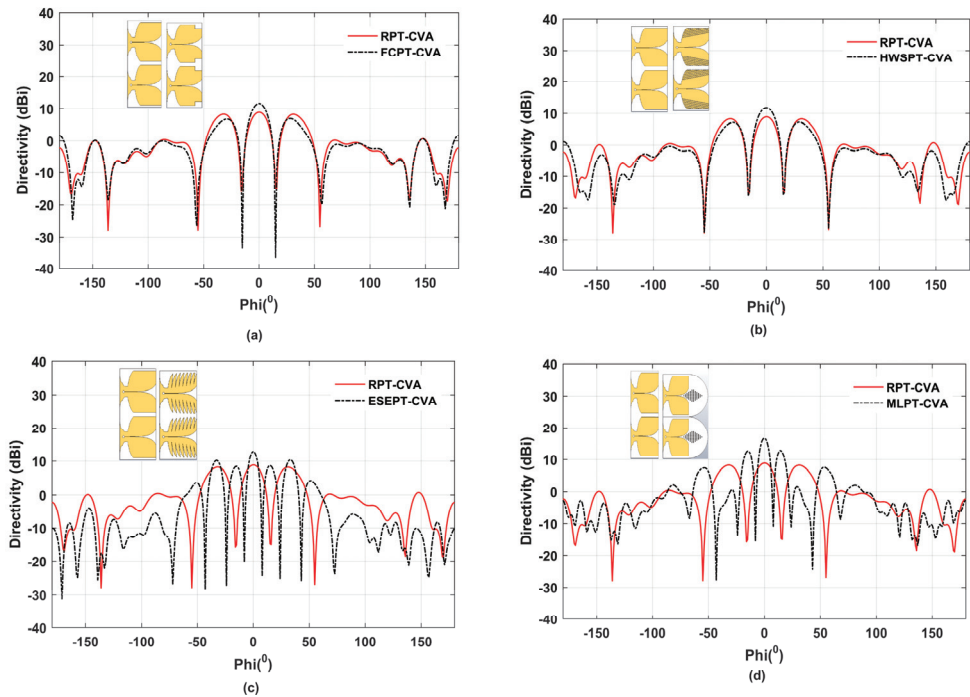 40
30
20
10
0
-10
-20
-30
-40
Directivity (dBi)
RPT-CVA
FCPT-CVA
-150 -100 -50 0 50 100 150
Phi(⁰)
(a)
40
30
20
10
0
-10
-20
-30
-40
Directivity (dBi)
RPT-CVA
HWSPT-CVA
-150 -100 -50 0 50 100 150
Phi(⁰)
(b)
40
30
20
10
0
-10
-20
-30
-40
Directivity (dBi)
RPT-CVA
ESEPT-CVA
-150 -100 -50 0 50 100 150
Phi(⁰)
(c)
40
30
20
10
0
-10
-20
-30
-40
Directivity (dBi)
RPT-CVA
MLPT-CVA
-150 -100 -50 0 50 100 150
Phi(⁰)
(d)